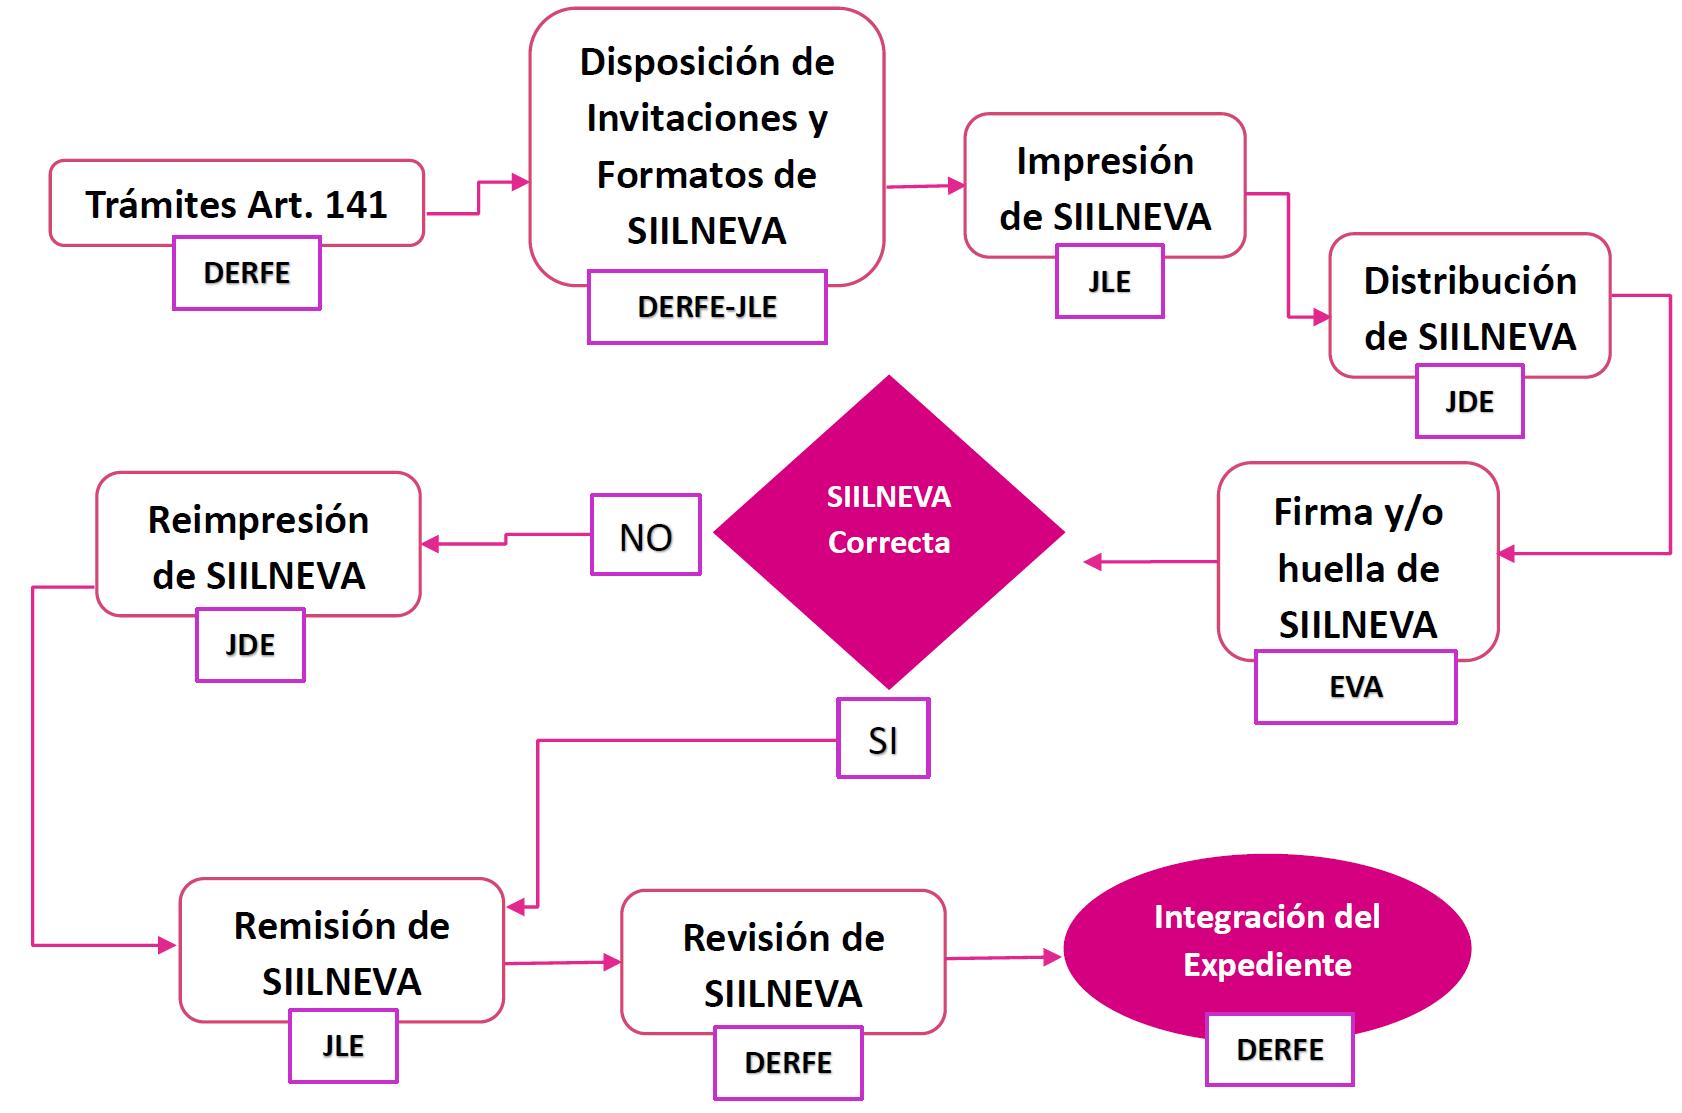 Trámites Art. 141
DERFE
Disposición de
Invitaciones y
Formatos de
SIILNEVA
DERFE-JLE
Impresión
de SIILNEVA
JLE
Distribución
de SIILNEVA
JDE
Firma y/o
huella de
SIILNEVA
EVA
SIILNEVA
Correcta
NO
Reimpresión
de SIILNEVA
JDE
SI
Remisión de
SIILNEVA
JLE
Revisión de
SIILNEVA
DERFE
Integración del
Expediente
DERFE